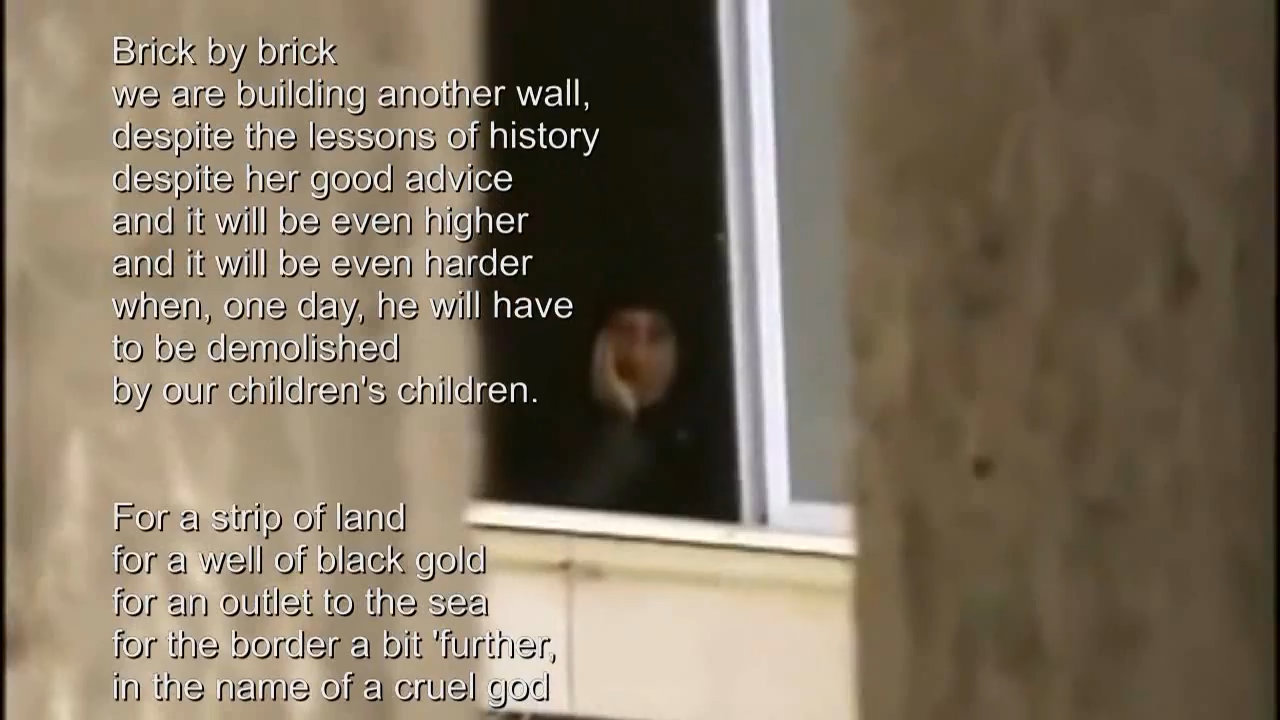 Brick by brick
we are building another wall,
despite the lessons of history
despite her good advice
and it will be even higher
and it will be even harder
when, one day, he will have
to be demolished
by our children's children.
For a strip of land
for a well of black gold
for an outlet to the sea
for the border a bit 'further,
in the name of a cruel god